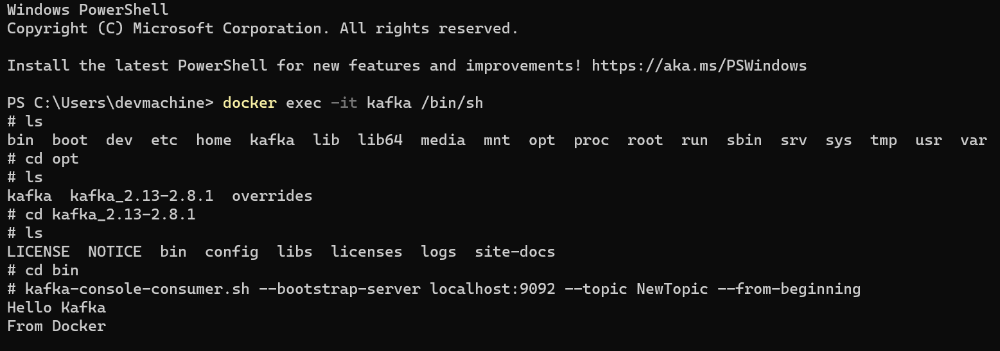 Windows PowerShell
Copyright (C) Microsoft Corporation. All rights reserved.
Install the latest PowerShell for new features and improvements! https://aka.ms/PSWindows
PS C:\Users\devmachine> docker exec -it kafka /bin/sh
# ls
bin  boot  dev  etc  home  kafka  lib  lib64  media  mnt  opt  proc  root  run  sbin  srv  sys  tmp  usr  var
# cd opt
# ls
kafka  kafka_2.13-2.8.1  overrides
# cd kafka_2.13-2.8.1
# ls
LICENSE  NOTICE  bin  config  libs  licenses  logs  site-docs
# cd bin
# kafka-console-consumer.sh --bootstrap-server localhost:9092 --topic NewTopic --from-beginning
Hello Kafka
From Docker